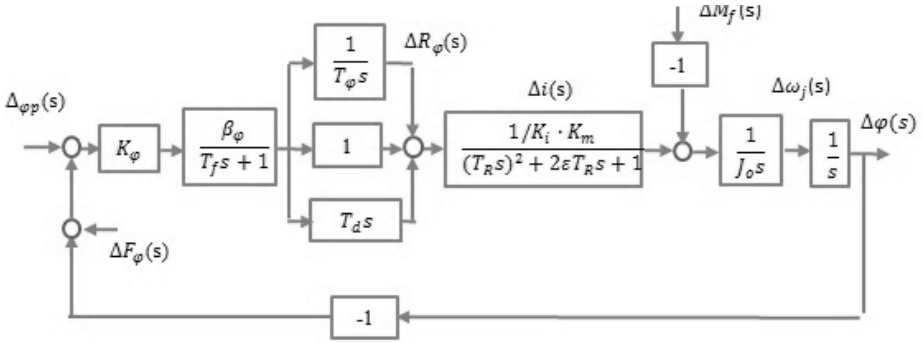 ΔM_f(s)
1
T_φ s
ΔR_φ(s)
-1
Δ_φp(s)
Δi(s)
Δω_j(s)
Δφ(s)
K_φ
β_φ
T_f s + 1
1
1/K_i · K_m
(T_R s)² + 2εT_R s + 1
1
J_o s
1
s
T_d s
ΔF_φ(s)
-1